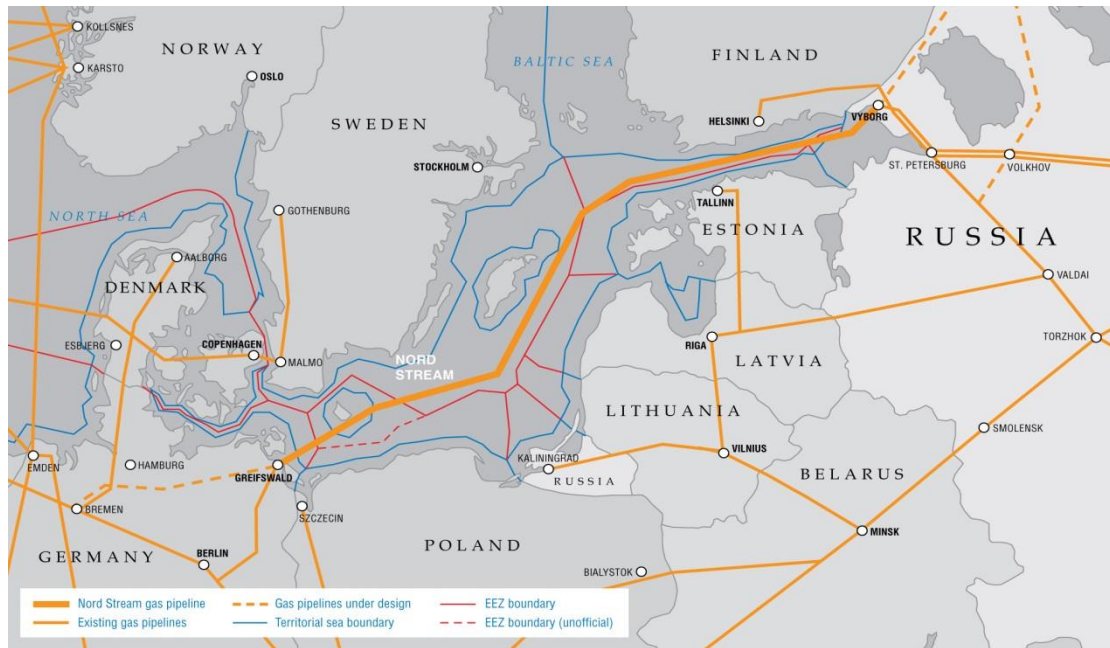 KOLLSNES
NORWAY
KARSTO
OSLO
BALTIC SEA
FINLAND
SWEDEN
HELSINKI
VYBORG
STOCKHOLM
ST. PETERSBURG
VOLKHOV
NORTH SEA
GOTHENBURG
TALLINN
ESTONIA
RUSSIA
AALBORG
DENMARK
VALDAI
ESBJERG
COPENHAGEN
MALMO
NORD
STREAM
RIGA
LATVIA
TORZHOK
LITHUANIA
SMOLENSK
EMDEN
HAMBURG
GREIFSWALD
KALININGRAD
RUSSIA
VILNIUS
BELARUS
BREMEN
SZCZECIN
MINSK
GERMANY
BERLIN
POLAND
BIALYSTOK
Nord Stream gas pipeline
Existing gas pipelines
Gas pipelines under design
Territorial sea boundary
EEZ boundary
EEZ boundary (unofficial)